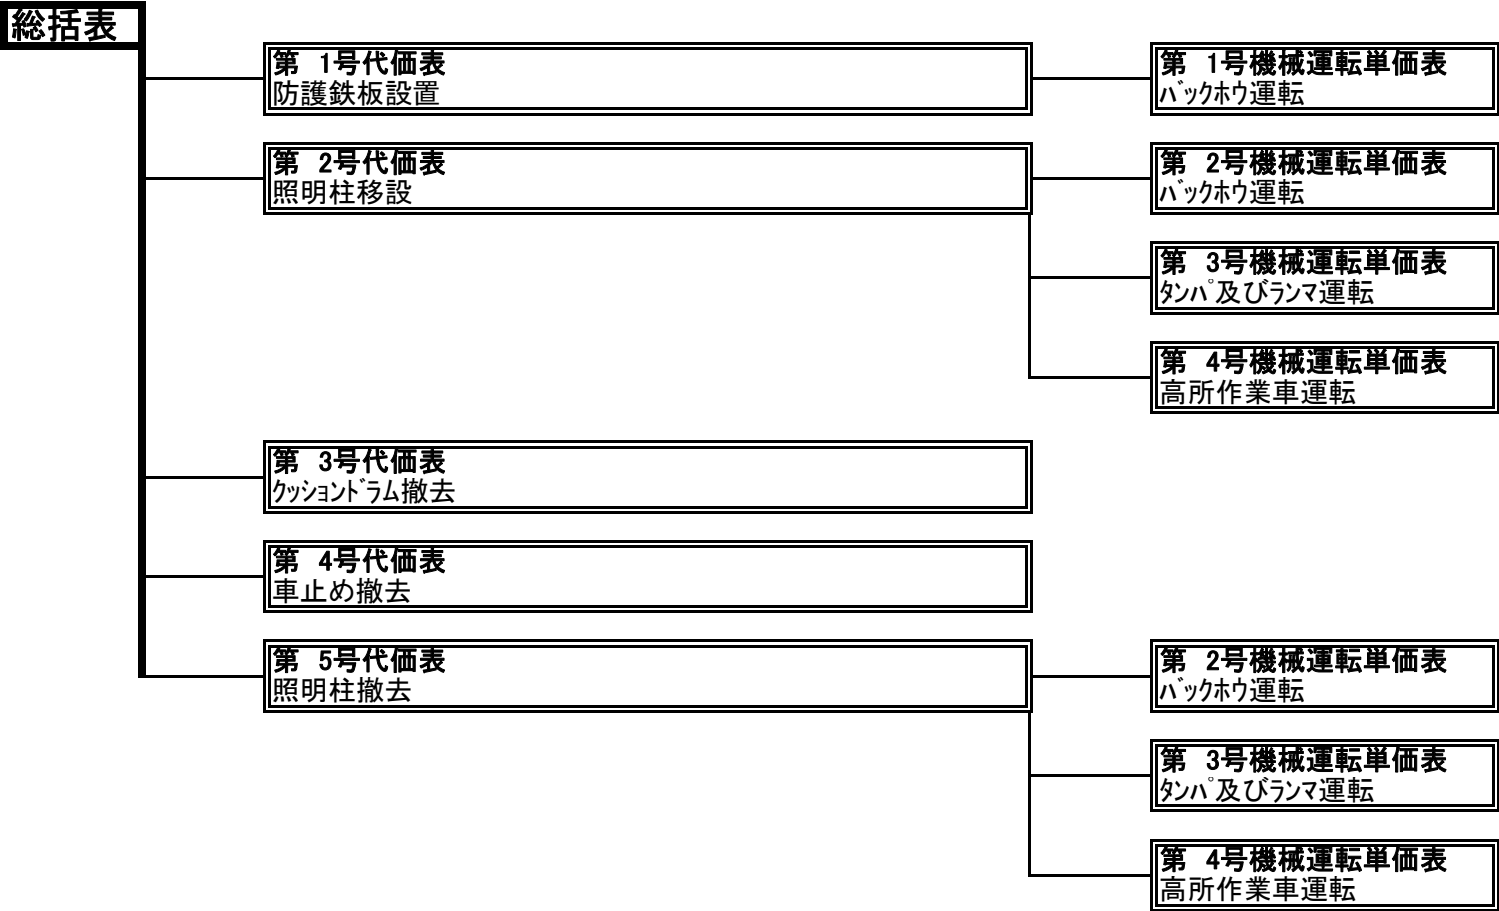 総括表
第　1号代価表
防護鉄板設置
第　1号機械運転単価表
ﾊﾞｯｸﾎｳ運転
第　2号代価表
照明柱移設
第　2号機械運転単価表
ﾊﾞｯｸﾎｳ運転
第　3号機械運転単価表
ﾀﾝﾊﾟ及びﾗﾝﾏ運転
第　4号機械運転単価表
高所作業車運転
第　3号代価表
ｸｯｼｮﾝﾄﾞﾗﾑ撤去
第　4号代価表
車止め撤去
第　5号代価表
照明柱撤去
第　2号機械運転単価表
ﾊﾞｯｸﾎｳ運転
第　3号機械運転単価表
ﾀﾝﾊﾟ及びﾗﾝﾏ運転
第　4号機械運転単価表
高所作業車運転